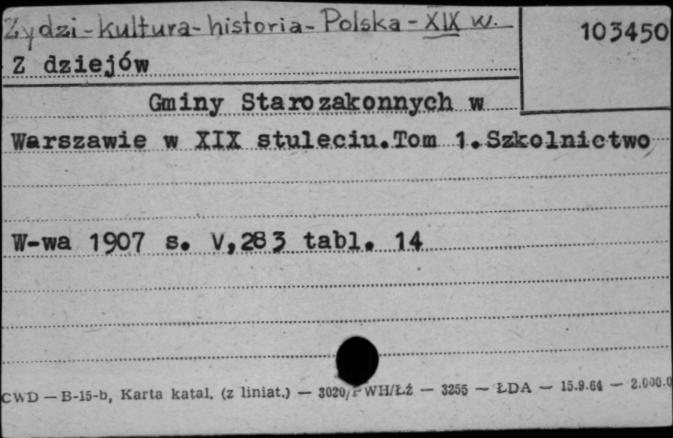 Żydzi-kultura-historia-Polska-XIX w.
103450
Z dziejów
Gminy Starozakonnych w
Warszawie w XIX stuleciu.Tom 1.Szkolnictwo
W-wa 1907 s. V,283 tabl. 14
CWD — B-15-b, Karta katal. (z liniat.) — 3020/ WH/ŁŹ — 3255 — ŁDA — 15.9.64 — 2.000.0